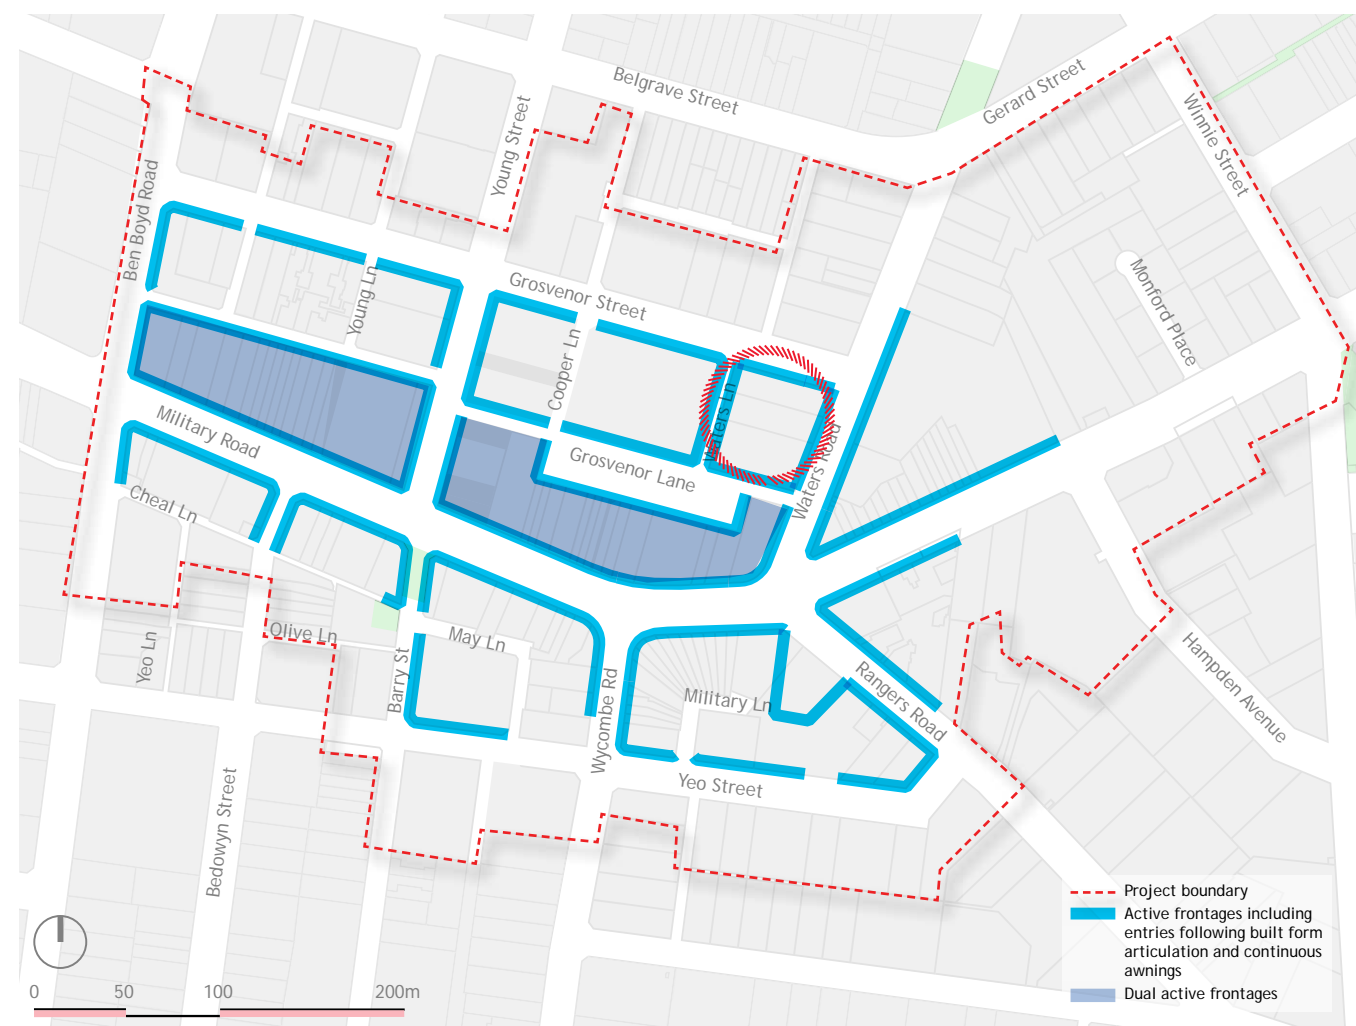 Belgrave Street
Gerard Street
Winnie Street
Young Street
Ben Boyd Road
Monford Place
Young Ln
Grosvenor Street
Cooper Ln
Waters Ln
Military Road
Waters Road
Grosvenor Lane
Cheal Ln
Olive Ln
May Ln
Yeo Ln
Barry St
Wycombe Rd
Military Ln
Rangers Road
Hampden Avenue
Yeo Street
Bedowyn Street
Project boundary
Active frontages including
entries following built form
articulation and continuous
awnings
Dual active frontages
0 50 100 200m